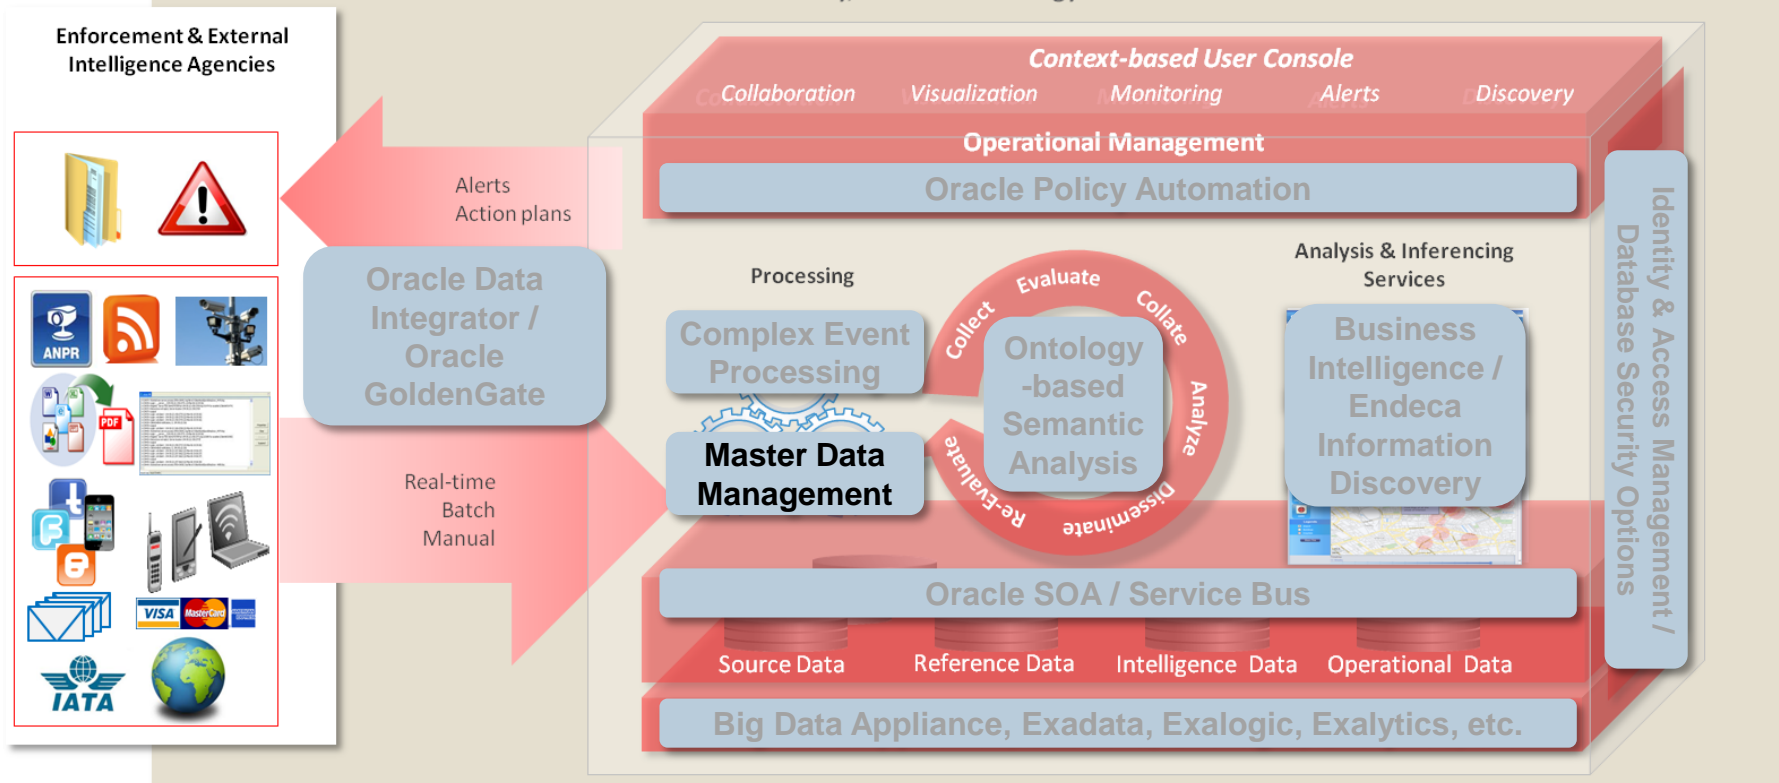 Enforcement & External
Intelligence Agencies
ANPR
PDF
VISA
MasterCard
IATA
Alerts
Action plans
Oracle Data
Integrator /
Oracle
GoldenGate
Real-time
Batch
Manual
Context-based User Console
Collaboration Visualization Monitoring Alerts Discovery
Operational Management
Oracle Policy Automation
Processing
Complex Event
Processing
Master Data
Management
Collect
Evaluate
Collate
Analyze
Disseminate
Re-Evaluate
Ontology
-based
Semantic
Analysis
Analysis & Inferencing
Services
Business
Intelligence /
Endeca
Information
Discovery
Oracle SOA / Service Bus
Source Data Reference Data Intelligence Data Operational Data
Big Data Appliance, Exadata, Exalogic, Exalytics, etc.
Identity & Access Management /
Database Security Options